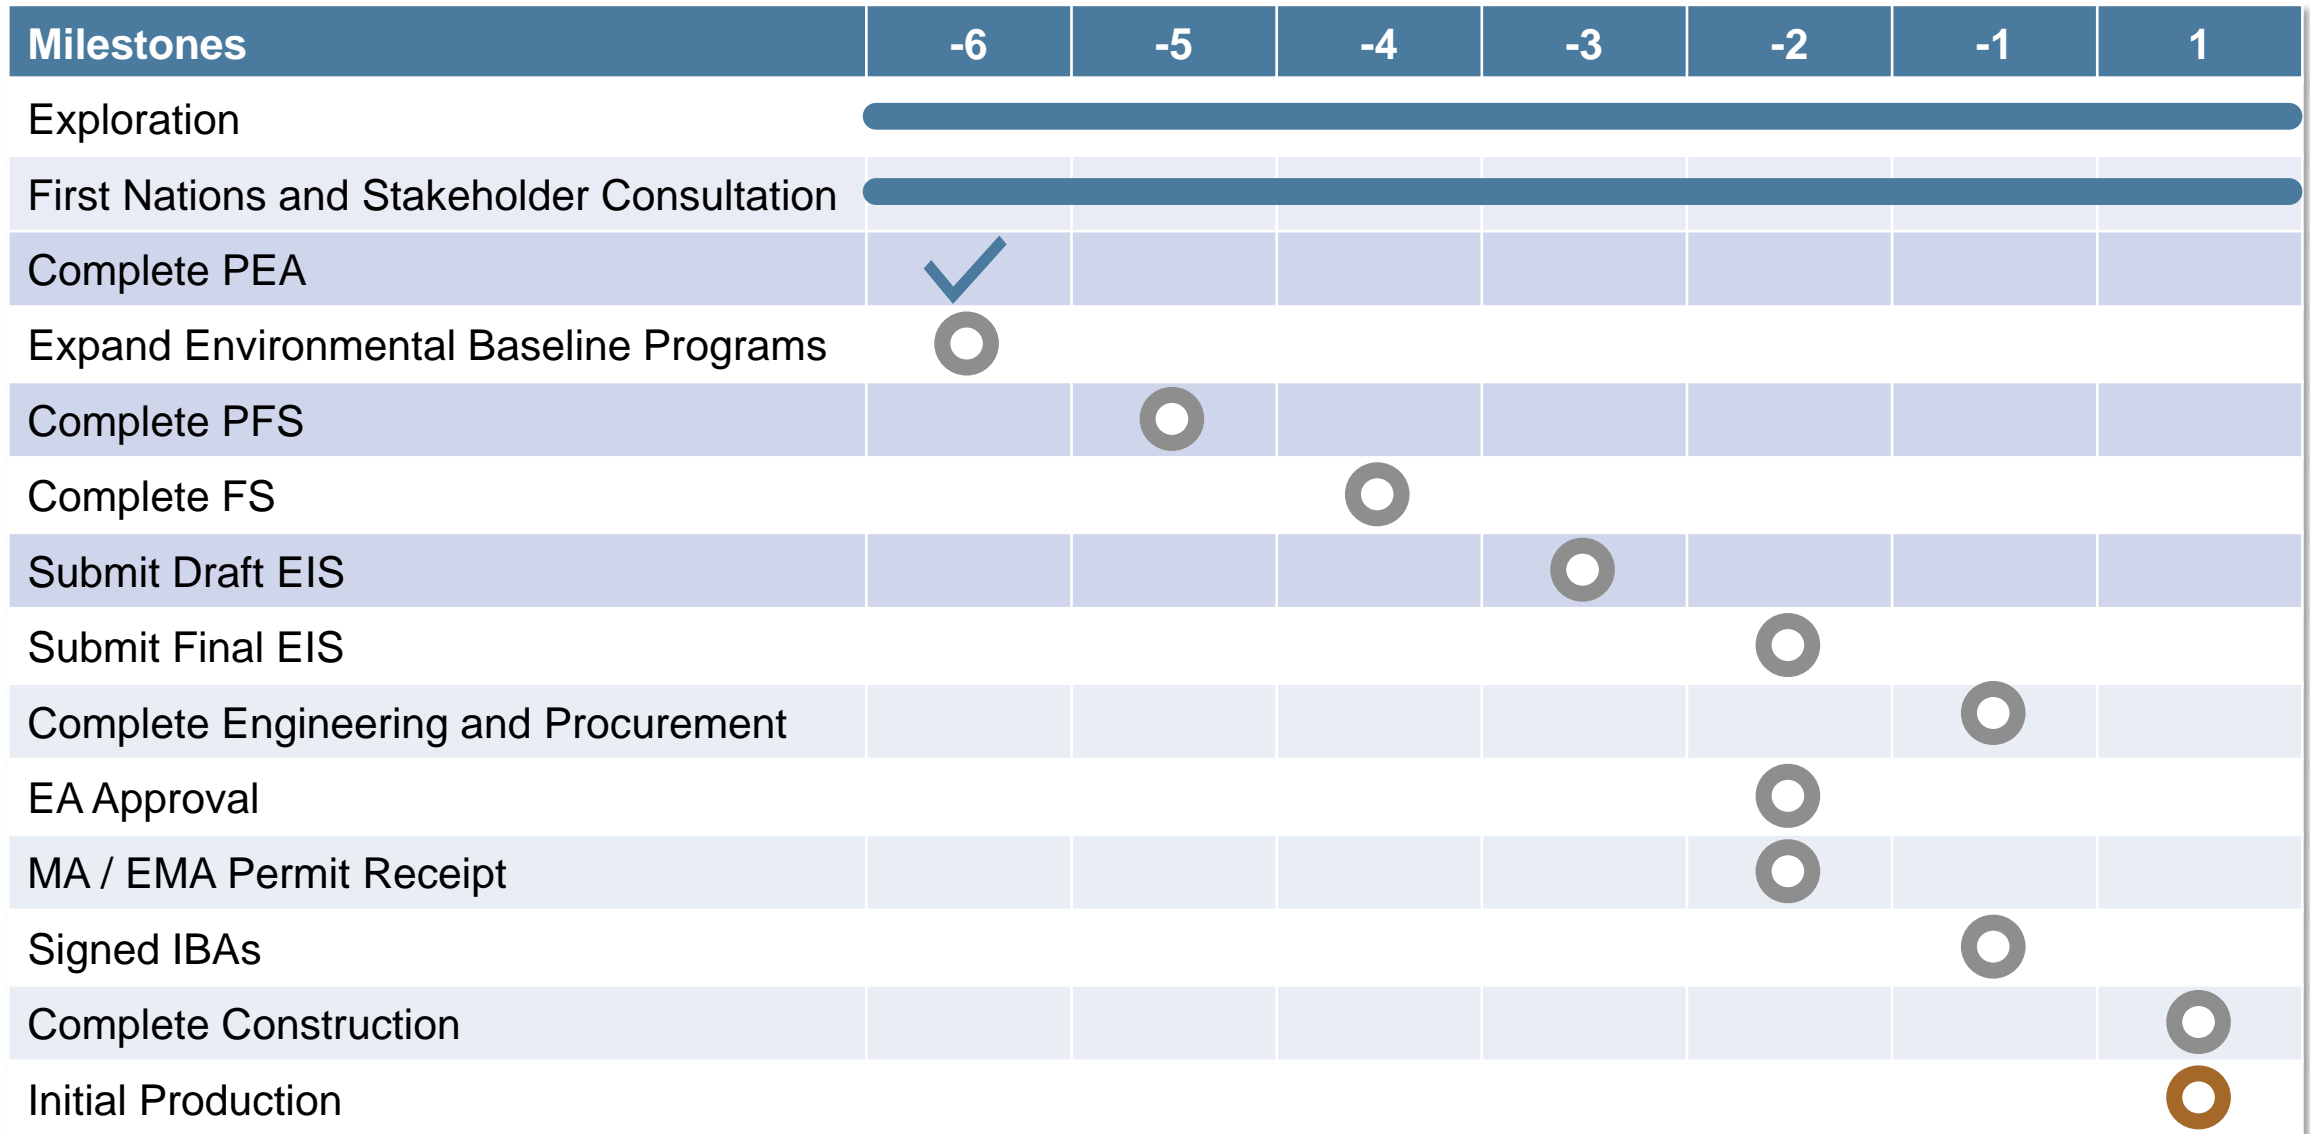 Milestones -6 -5 -4 -3 -2 -1 1
Exploration
First Nations and Stakeholder Consultation
Complete PEA
Expand Environmental Baseline Programs
Complete PFS
Complete FS
Submit Draft EIS
Submit Final EIS
Complete Engineering and Procurement
EA Approval
MA / EMA Permit Receipt
Signed IBAs
Complete Construction
Initial Production